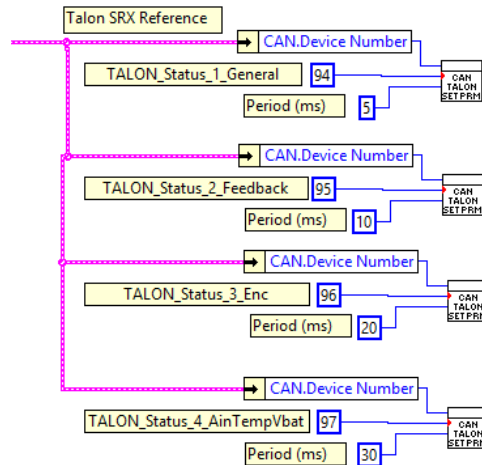 Talon SRX Reference
CAN.Device Number
TALON_Status_1_General 94
CAN
TALON
SETPRM
Period (ms) 5
CAN.Device Number
TALON_Status_2_Feedback 95
CAN
TALON
SETPRM
Period (ms) 10
CAN.Device Number
TALON_Status_3_Enc 96
CAN
TALON
SETPRM
Period (ms) 20
CAN.Device Number
TALON_Status_4_AinTempVbat 97
CAN
TALON
SETPRM
Period (ms) 30